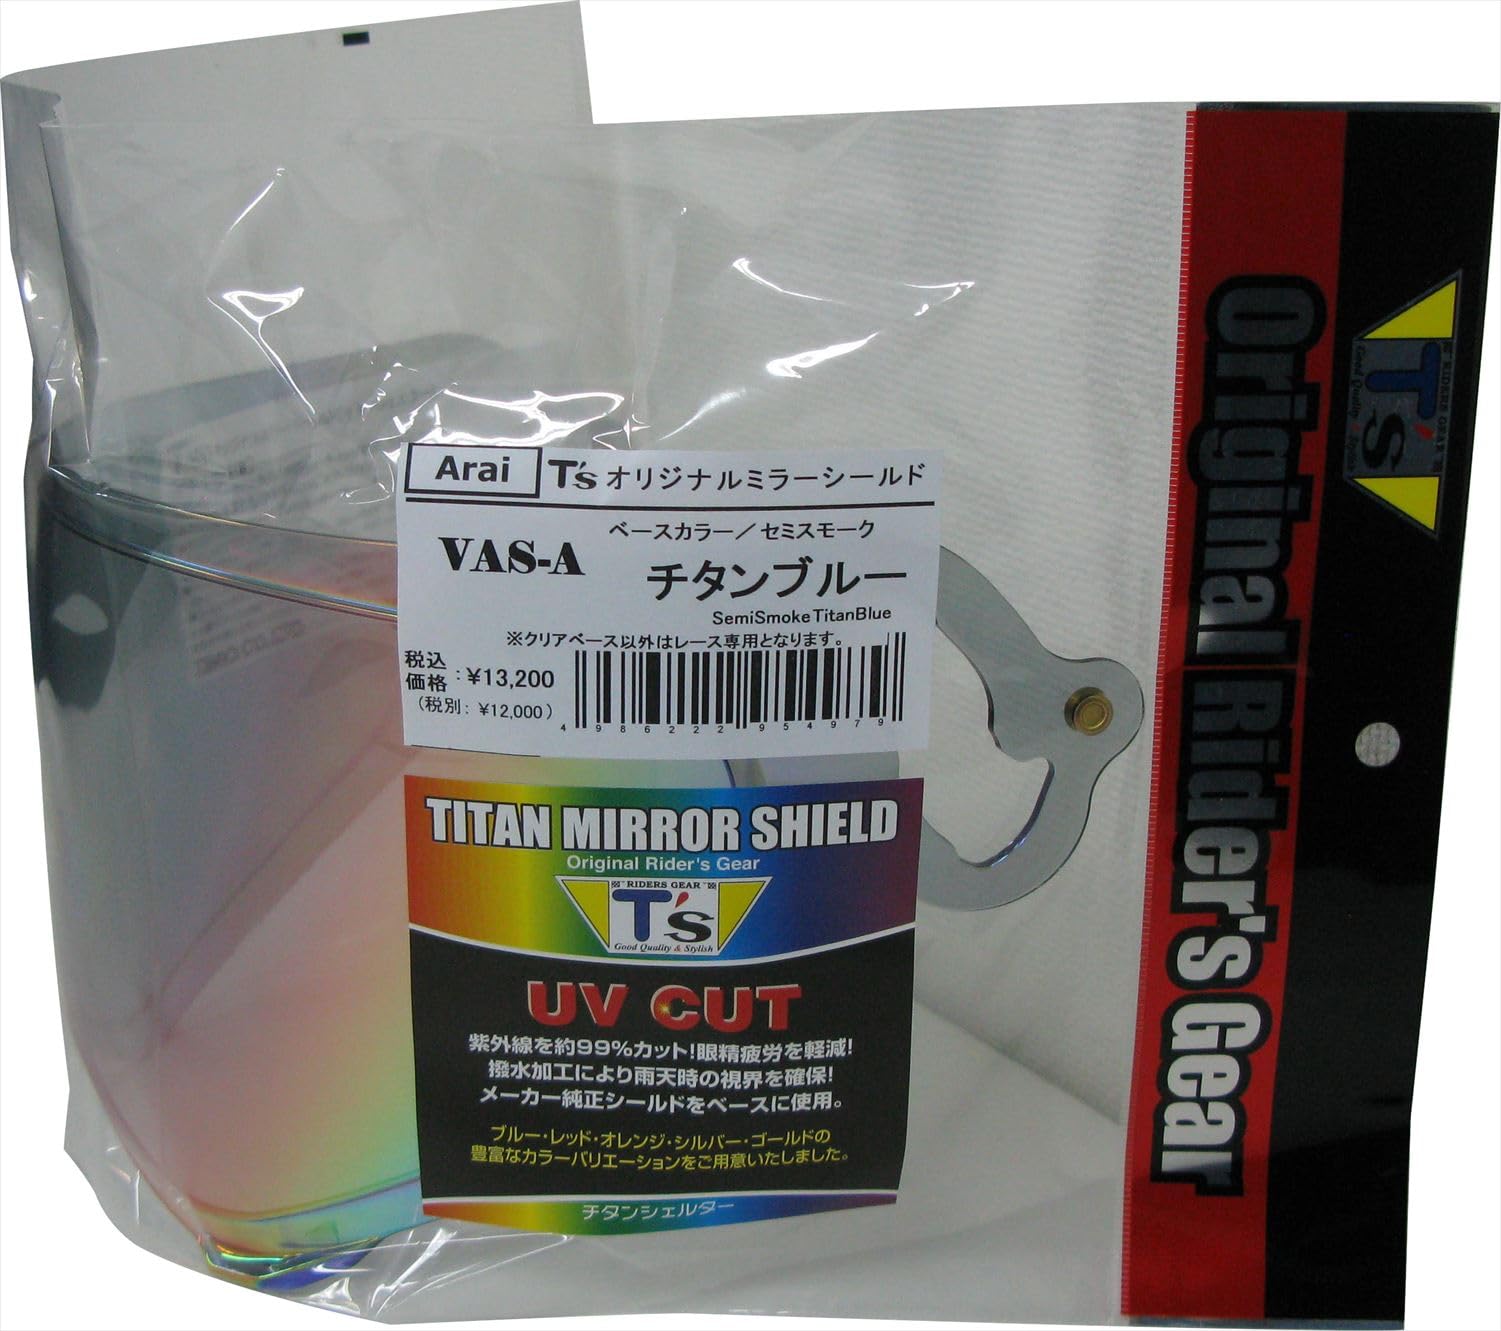 Arai T's オリジナルミラーシールド
ベースカラー／セミスモーク
VAS-A チタンブルー
SemiSmokeTitanBlue
※クリアベース以外はレース専用となります。
税込
価格：¥13,200
（税別：¥12,000）
4986222295497979
TITAN MIRROR SHIELD
Original Rider's Gear
RIDERS GEAR
T's
Good Quality & Stylish
UV CUT
紫外線を約99%カット!眼精疲労を軽減!
撥水加工により雨天時の視界を確保!
メーカー純正シールドをベースに使用。
ブルー・レッド・オレンジ・シルバー・ゴールドの
豊富なカラーバリエーションをご用意いたしました。
チタンシェルター
Original Rider's Gear
RIDERS GEAR
T's
Good Quality & Stylish